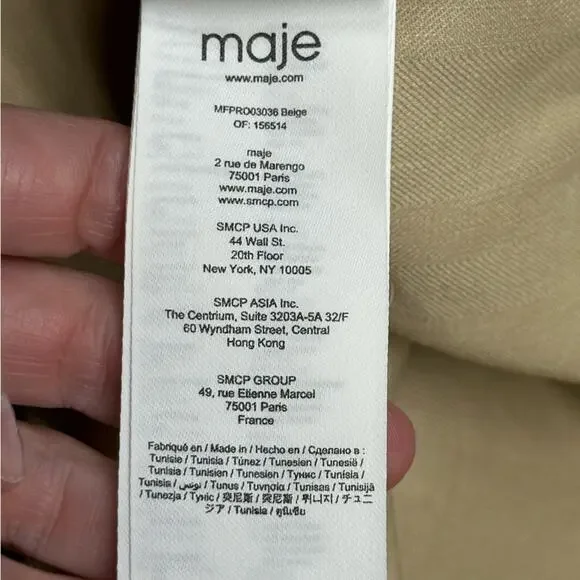 maje
www.maje.com
MFPRO03036 Beige
OF: 156514
maje
2 rue de Marengo
75001 Paris
www.maje.com
www.smcp.com
SMCP USA Inc.
44 Wall St.
20th Floor
New York, NY 10005
SMCP ASIA Inc.
The Centrium, Suite 3203A-5A 32/F
60 Wyndham Street, Central
Hong Kong
SMCP GROUP
49, rue Etienne Marcel
75001 Paris
France
Fabriqué en / Made in / Hecho en / Сделано в :
Tunisie / Tunisia / Túnez / Tunesien / Tunesië /
Tunisia / Tunisien / Tunesien / Тунис / Tunísia /
Tunisia / تونس / Tunus / Τυνησία / Tunisas / Tunisijā
/ Tunezja / Туніс / 突尼斯 / 突尼斯 / 튀니지 / チュニ
ジア / Tunisia / ตูนิเซีย